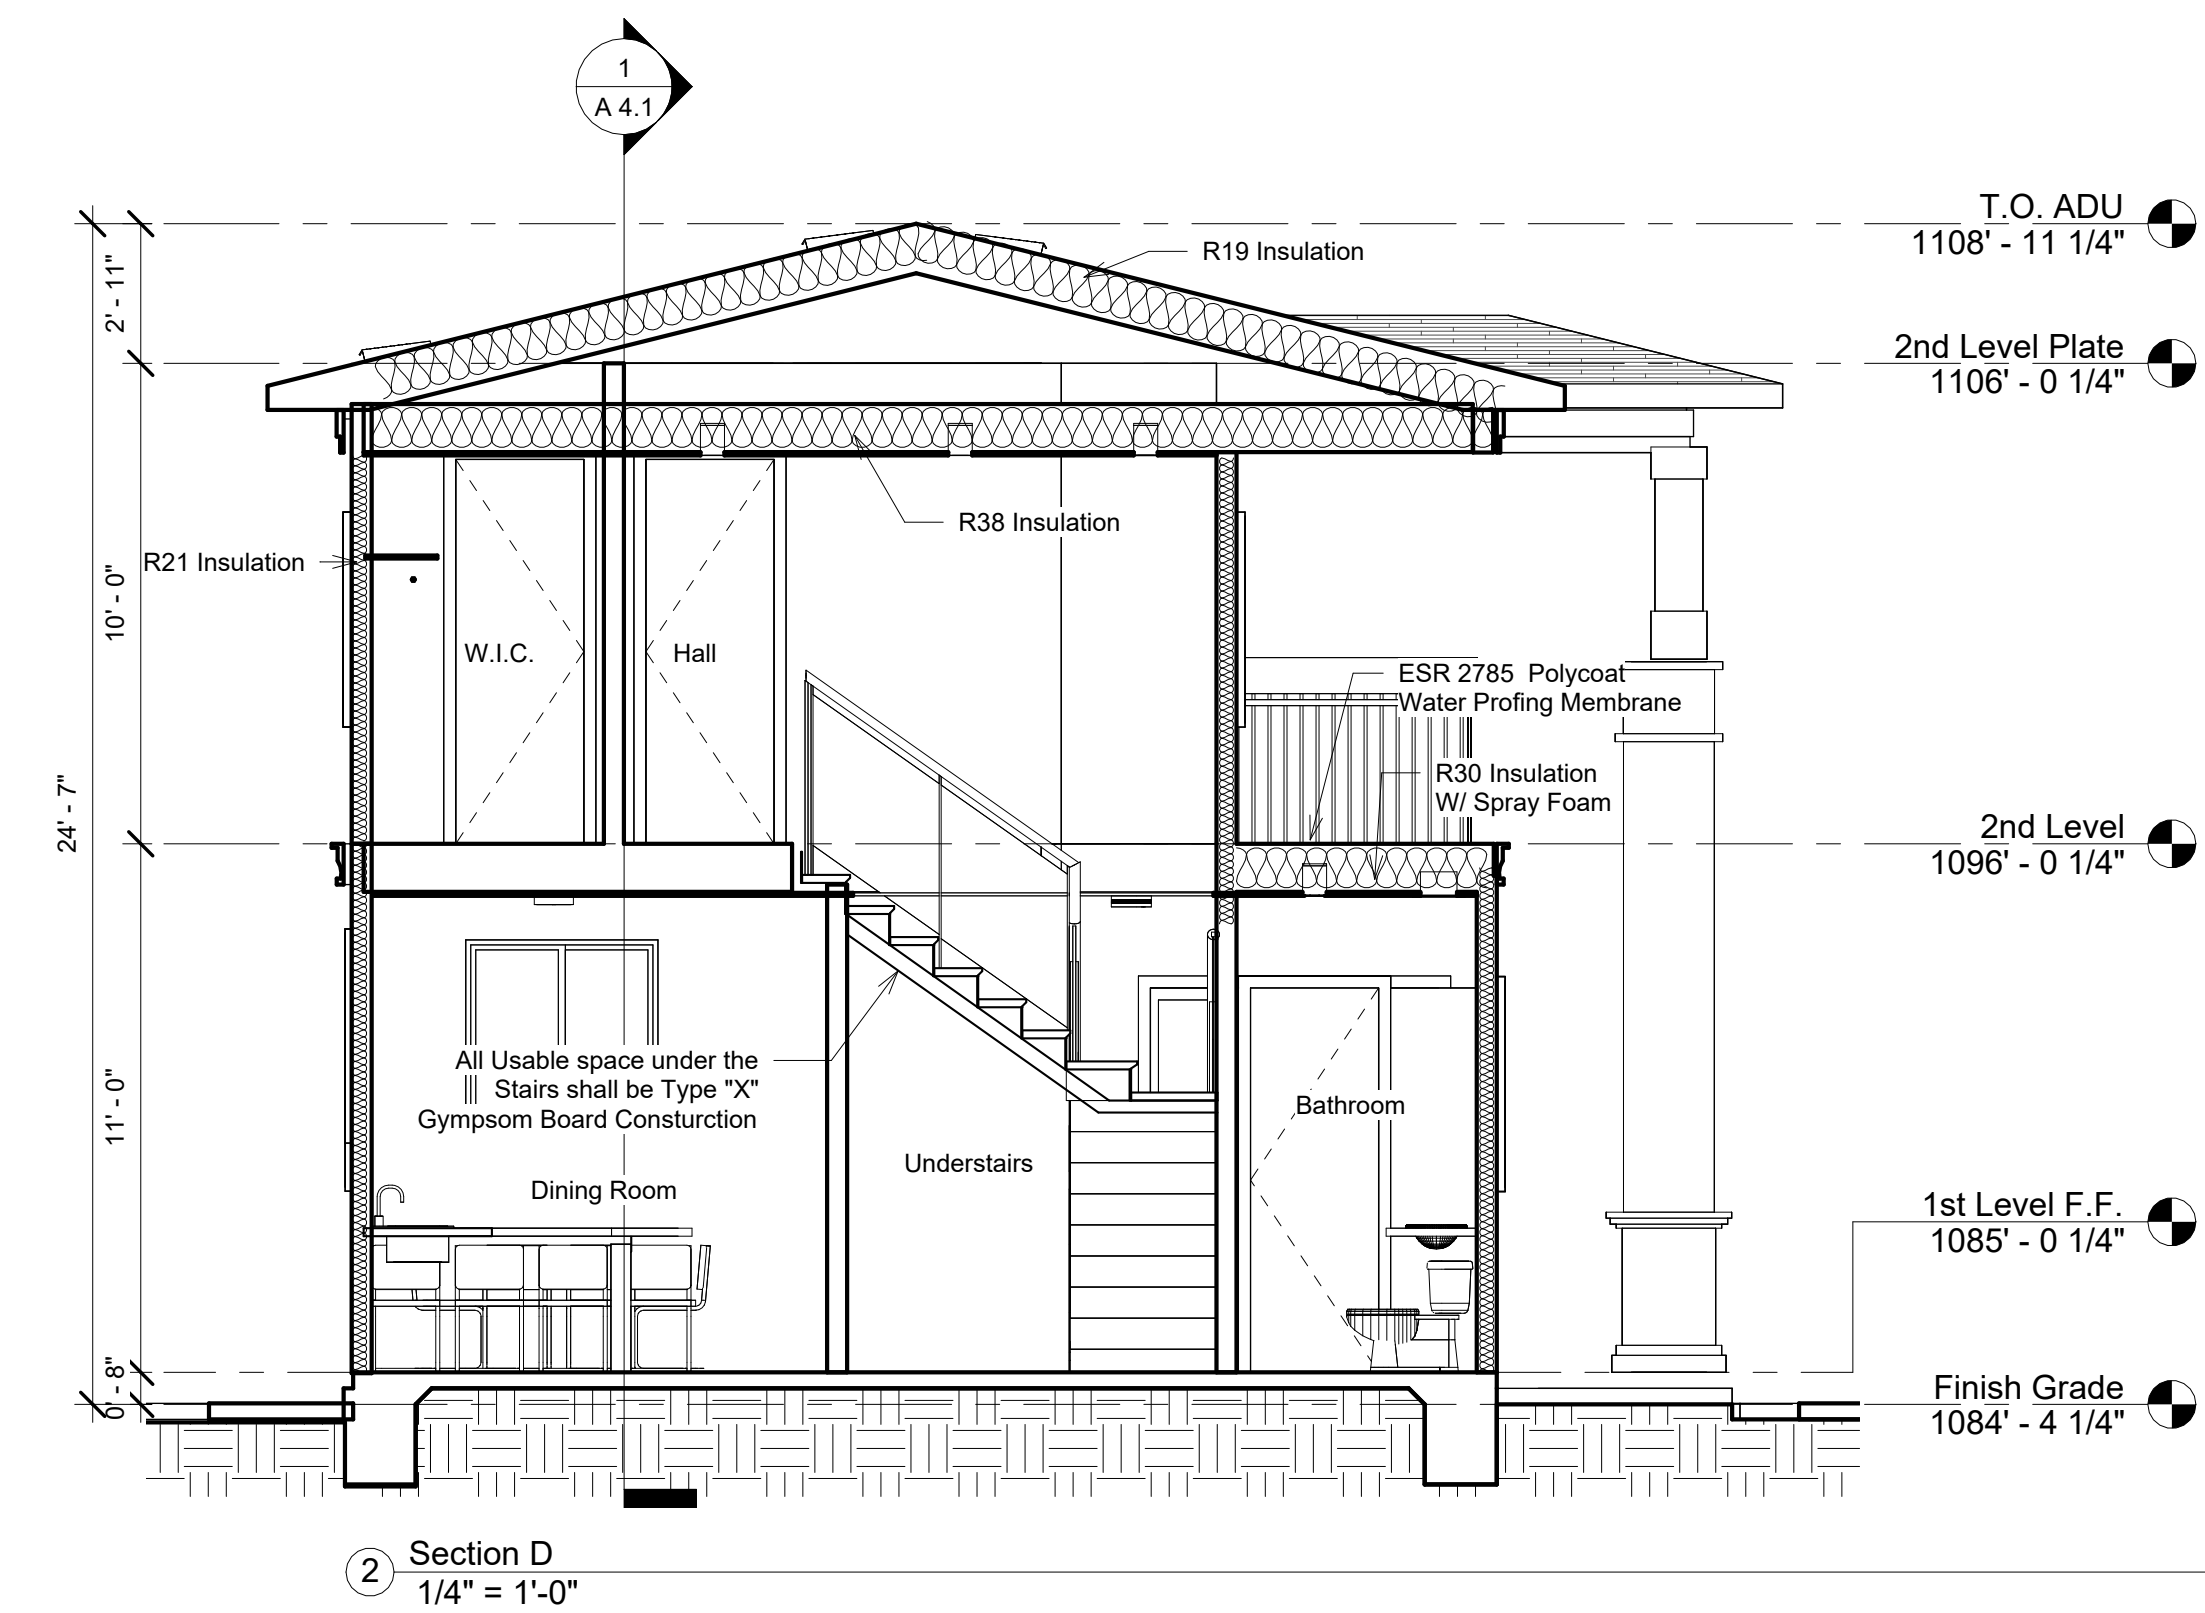 1
A 4.1
T.O. ADU
1108' - 11 1/4"
R19 Insulation
2' - 11"
2nd Level Plate
1106' - 0 1/4"
R38 Insulation
R21 Insulation
10' - 0"
W.I.C.
Hall
ESR 2785  Polycoat
Water Profing Membrane
R30 Insulation
W/ Spray Foam
24' - 7"
2nd Level
1096' - 0 1/4"
All Usable space under the
Stairs shall be Type "X"
Gympsom Board Consturction
11' - 0"
Bathroom
Understairs
Dining Room
1st Level F.F.
1085' - 0 1/4"
0' - 8"
Finish Grade
1084' - 4 1/4"
2
Section D
1/4" = 1'-0"